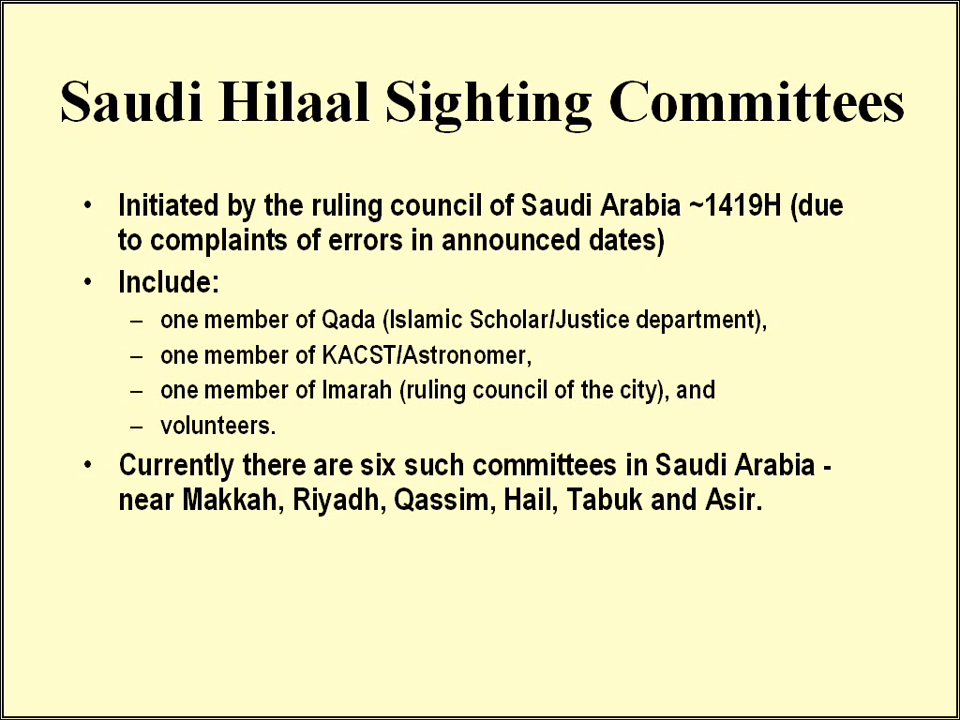 Saudi Hilaal Sighting Committees
• Initiated by the ruling council of Saudi Arabia ~1419H (due
to complaints of errors in announced dates)
• Include:
– one member of Qada (Islamic Scholar/Justice department),
– one member of KACST/Astronomer,
– one member of Imarah (ruling council of the city), and
– volunteers.
• Currently there are six such committees in Saudi Arabia -
near Makkah, Riyadh, Qassim, Hail, Tabuk and Asir.